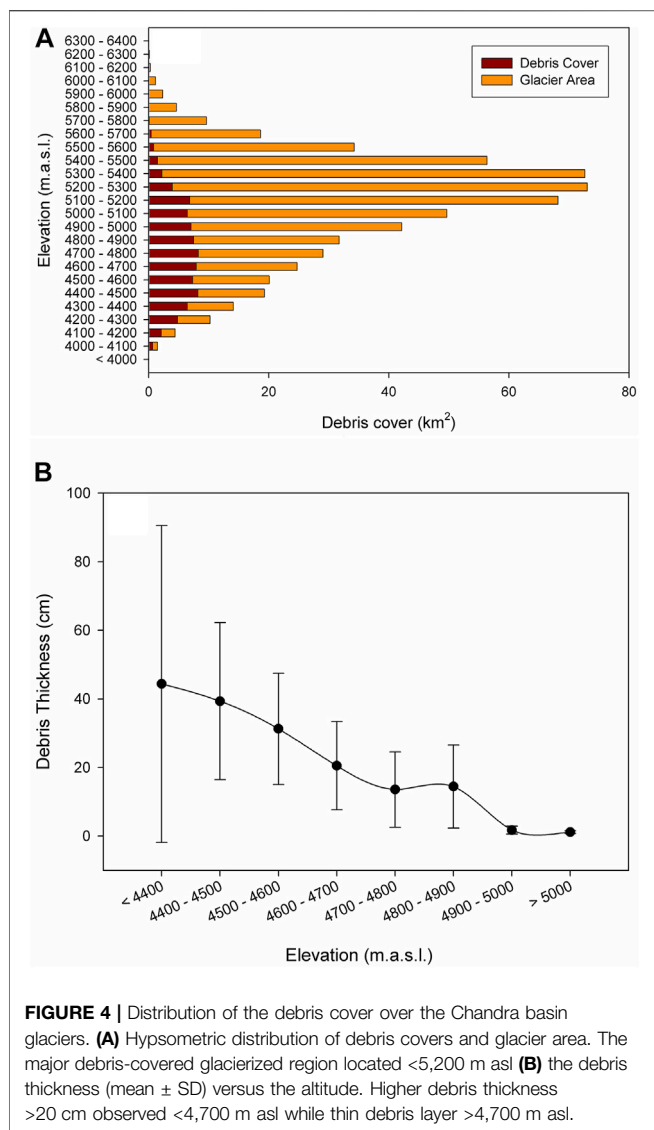 A
6300 - 6400
6200 - 6300
6100 - 6200
6000 - 6100
5900 - 6000
5800 - 5900
5700 - 5800
5600 - 5700
5500 - 5600
5400 - 5500
5300 - 5400
5200 - 5300
5100 - 5200
5000 - 5100
4900 - 5000
4800 - 4900
4700 - 4800
4600 - 4700
4500 - 4600
4400 - 4500
4300 - 4400
4200 - 4300
4100 - 4200
4000 - 4100
< 4000
Elevation (m.a.s.l.)
Debris Cover
Glacier Area
0 20 40 60 80
Debris cover (km²)
B
100
80
60
40
20
0
Debris Thickness (cm)
< 4400
4400 - 4500
4500 - 4600
4600 - 4700
4700 - 4800
4800 - 4900
4900 - 5000
> 5000
Elevation (m.a.s.l.)
FIGURE 4 | Distribution of the debris cover over the Chandra basin
glaciers. (A) Hypsometric distribution of debris covers and glacier area. The
major debris-covered glacierized region located <5,200 m asl (B) the debris
thickness (mean ± SD) versus the altitude. Higher debris thickness
>20 cm observed <4,700 m asl while thin debris layer >4,700 m asl.